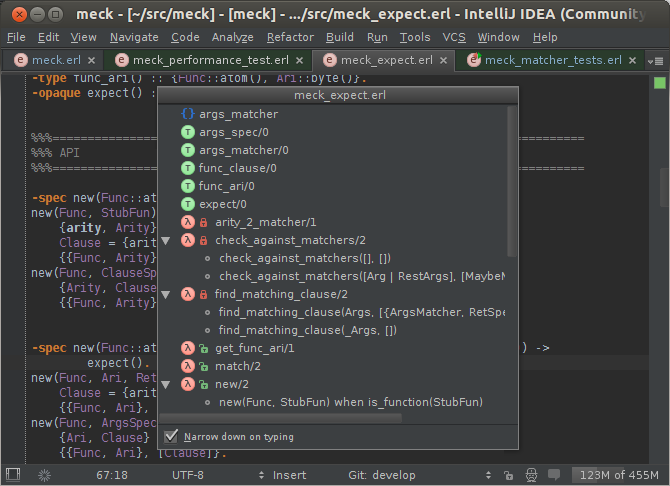 meck - [~/src/meck] - [meck] - .../src/meck_expect.erl - IntelliJ IDEA (Community
File Edit View Navigate Code Analyze Refactor Build Run Tools VCS Window Help
meck.erl meck_performance_test.erl meck_expect.erl meck_matcher_tests.erl
-type func_ari() :: {Func::atom(), Ari::byte()}.
-opaque expect() :
meck_expect.erl
{} args_matcher
T args_spec/0
%%%=====================================================
T args_matcher/0
%%% API
T func_clause/0
%%%=====================================================
T func_ari/0
-spec new(Func::at
T expect/0
new(Func, StubFun)
λ arity_2_matcher/1
{arity, Arity}
λ check_against_matchers/2
Clause = {arit
check_against_matchers([], [])
{{Func, Arity}
check_against_matchers([Arg | RestArgs], [MaybeM
new(Func, ClauseSp
{Arity, Clause
λ find_matching_clause/2
{{Func, Arity}
find_matching_clause(Args, [{ArgsMatcher, RetSpe
find_matching_clause(_Args, [])
-spec new(Func::at
λ get_func_ari/1
) ->
expect().
λ match/2
new(Func, Ari, Ret
λ new/2
Clause = {arit
new(Func, StubFun) when is_function(StubFun)
{{Func, Ari},
new(Func, ArgsSpec
{Ari, Clause}
Narrow down on typing
{{Func, Ari}, [Clause]}.
67:18 UTF-8 Insert Git: develop 123M of 455M